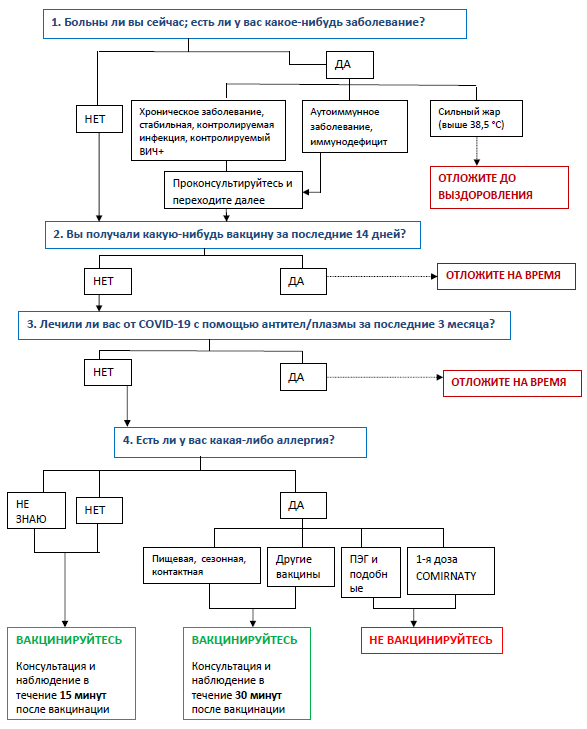 1. Больны ли вы сейчас; есть ли у вас какое-нибудь заболевание?
ДА
НЕТ
Хроническое заболевание,
стабильная, контролируемая
инфекция, контролируемый
ВИЧ+
Аутоиммунное
заболевание,
иммунодефицит
Сильный жар
(выше 38,5 °C)
Проконсультируйтесь и
переходите далее
ОТЛОЖИТЕ ДО
ВЫЗДОРОВЛЕНИЯ
2. Вы получали какую-нибудь вакцину за последние 14 дней?
НЕТ
ДА
ОТЛОЖИТЕ НА ВРЕМЯ
3. Лечили ли вас от COVID-19 с помощью антител/плазмы за последние 3 месяца?
НЕТ
ДА
ОТЛОЖИТЕ НА ВРЕМЯ
4. Есть ли у вас какая-либо аллергия?
НЕ
ЗНАЮ
НЕТ
ДА
Пищевая, сезонная,
контактная
Другие
вакцины
ПЭГ и
подобн
ые
1-я доза
COMIRNATY
ВАКЦИНИРУЙТЕСЬ
Консультация и
наблюдение в
течение 15 минут
после вакцинации
ВАКЦИНИРУЙТЕСЬ
Консультация и
наблюдение в
течение 30 минут
после вакцинации
НЕ ВАКЦИНИРУЙТЕСЬ